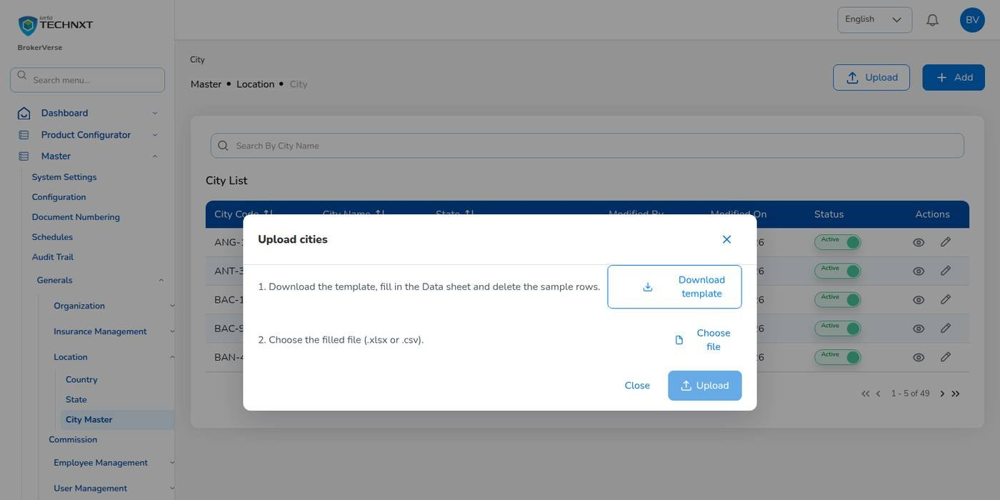 iorta
TECHNXT
BrokerVerse
Search menu...
Dashboard
Product Configurator
Master
System Settings
Configuration
Document Numbering
Schedules
Audit Trail
Generals
Organization
Insurance Management
Location
Country
State
City Master
Commission
Employee Management
User Management
English
BV
City
Master • Location • City
Upload
Add
Search By City Name
City List
City Code City Name State Modified By Modified On Status Actions
Upload cities
1. Download the template, fill in the Data sheet and delete the sample rows.
Download
template
2. Choose the filled file (.xlsx or .csv).
Choose
file
Close
Upload
ANG-1 26 Active
ANT-3 26 Active
BAC-1 26 Active
BAC-9 26 Active
BAN-4 26 Active
1 - 5 of 49